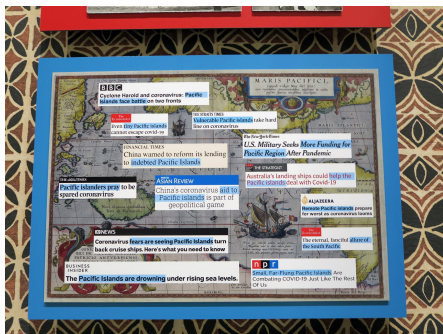 MARIS PACIFICI,
BBC
Cyclone Harold and coronavirus: Pacific
Islands face battle on two fronts
Even tiny Pacific islands
cannot escape covid-19
THE STRAITS TIMES
Vulnerable Pacific islands take hard
line on coronavirus
The New York Times
U.S. Military Seeks More Funding for
Pacific Region After Pandemic
FINANCIAL TIMES
China warned to reform its lending
to indebted Pacific Islands
THE STRATEGIST
Australia's landing ships could help the
Pacific islands deal with Covid-19
Pacific islanders pray to be
spared coronavirus
ASIAN REVIEW
China's coronavirus aid to
Pacific islands is part of
geopolitical game
ALJAZEERA
Remote Pacific islands prepare
for worst as coronavirus looms
NEWS
Coronavirus fears are seeing Pacific Islands turn
back cruise ships. Here's what you need to know
The eternal, fanciful allure of
the South Pacific
BUSINESS
INSIDER
The Pacific Islands are drowning under rising sea levels.
npr
Small, Far-Flung Pacific Islands Are
Combating COVID-19 Just Like The Rest
Of Us